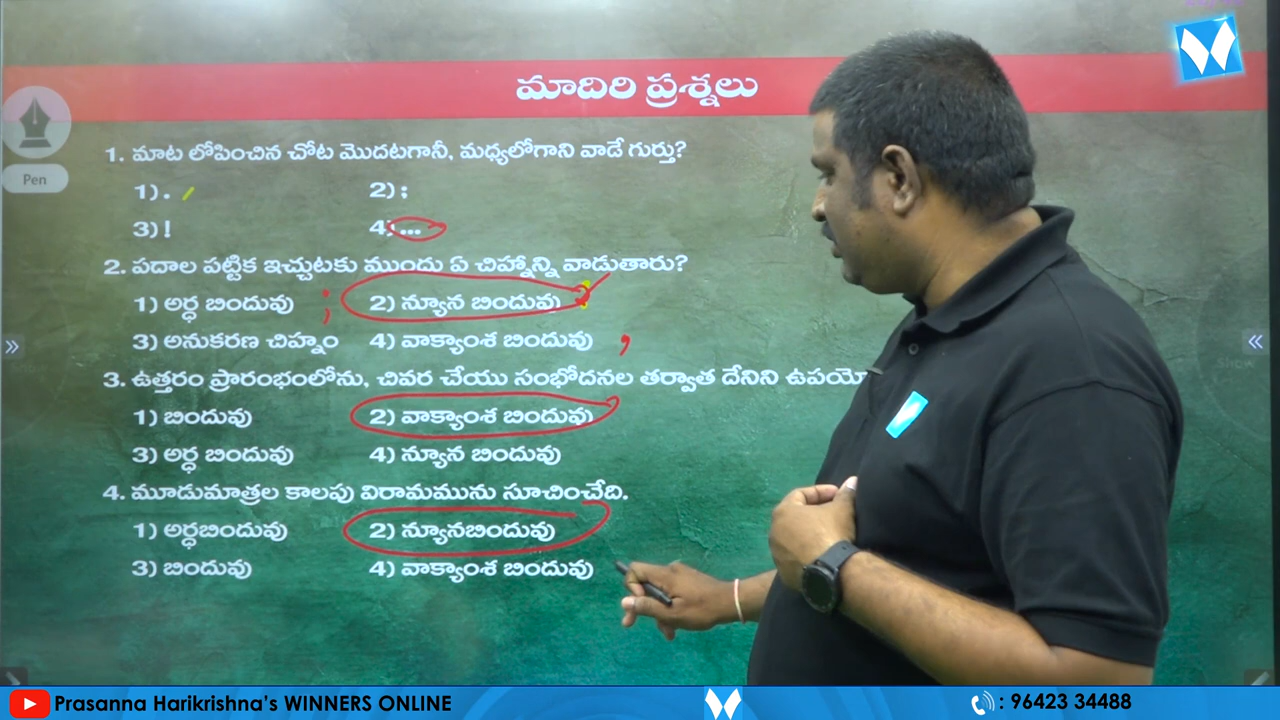 మాదిరి ప్రశ్నలు
Pen
1. మాట లోపించిన చోట మొదటగానీ, మధ్యలోగాని వాడే గుర్తు?
1) . 2) ;
3) ! 4) ...
2. పదాల పట్టిక ఇచ్చుటకు ముందు ఏ చిహ్నాన్ని వాడుతారు?
1) అర్ధ బిందువు ; 2) న్యూన బిందువు
3) అనుకరణ చిహ్నం 4) వాక్యాంశ బిందువు ,
3. ఉత్తరం ప్రారంభంలోను, చివర చేయు సంభోదనల తర్వాత దేనిని
1) బిందువు 2) వాక్యాంశ బిందువు
3) అర్ధ బిందువు 4) న్యూన బిందువు
4. మూడుమాత్రల కాలపు విరామమును సూచించేది.
1) అర్ధబిందువు 2) న్యూనబిందువు
3) బిందువు 4) వాక్యాంశ బిందువు
Prasanna Harikrishna's WINNERS ONLINE : 96423 34488